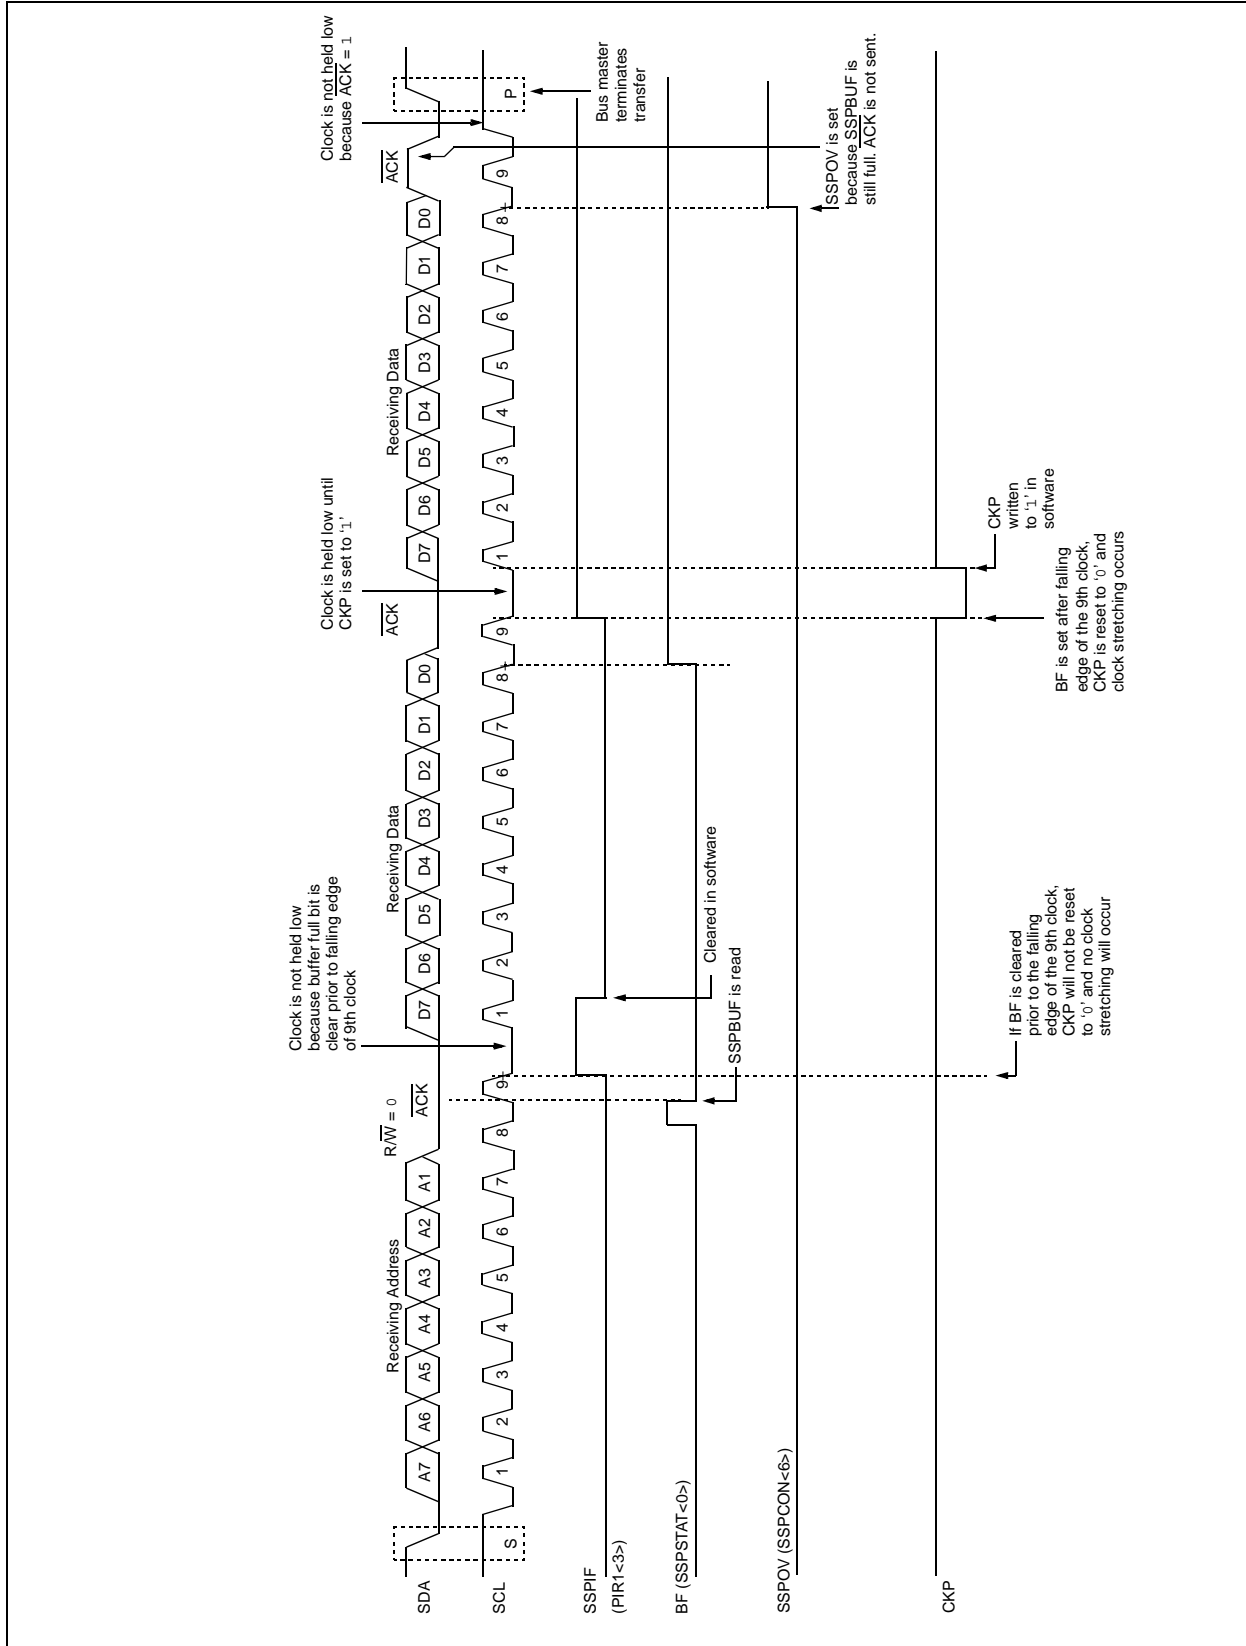 Receiving Address
R/W = 0
ACK
Clock is not held low
because buffer full bit is
clear prior to falling edge
of 9th clock
Receiving Data
Clock is held low until
CKP is set to ‘1’
ACK
Receiving Data
ACK
Clock is not held low
because ACK = 1
SDA
A7 A6 A5 A4 A3 A2 A1
D7 D6 D5 D4 D3 D2 D1 D0
D7 D6 D5 D4 D3 D2 D1 D0
SCL
S
1 2 3 4 5 6 7 8 9
1 2 3 4 5 6 7 8 9
1 2 3 4 5 6 7 8 9
P
SSPIF
(PIR1<3>)
Cleared in software
Bus master
terminates
transfer
BF (SSPSTAT<0>)
SSPBUF is read
SSPOV (SSPCON<6>)
SSPOV is set
because SSPBUF is
still full. ACK is not sent.
CKP
If BF is cleared
prior to the falling
edge of the 9th clock,
CKP will not be reset
to ‘0’ and no clock
stretching will occur
BF is set after falling
edge of the 9th clock,
CKP is reset to ‘0’ and
clock stretching occurs
CKP
written
to ‘1’ in
software